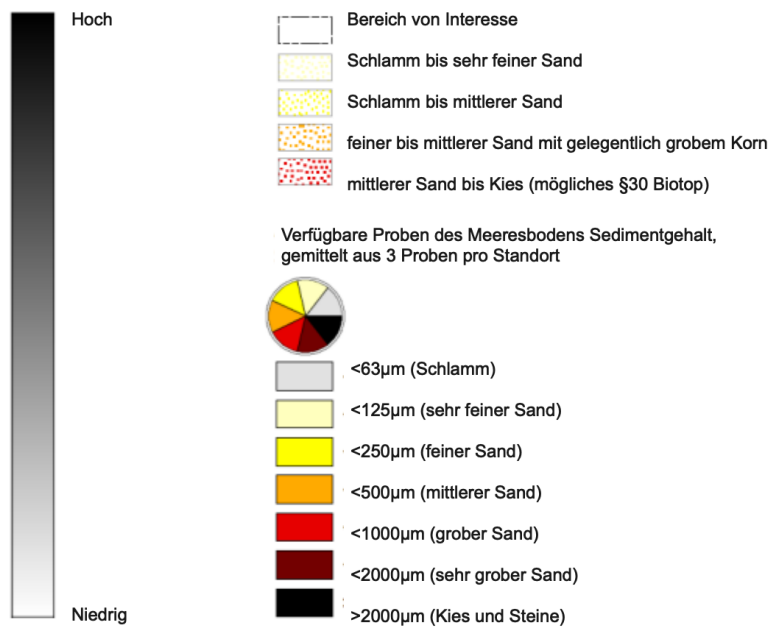 Hoch
Niedrig
Bereich von Interesse
Schlamm bis sehr feiner Sand
Schlamm bis mittlerer Sand
feiner bis mittlerer Sand mit gelegentlich grobem Korn
mittlerer Sand bis Kies (mögliches §30 Biotop)
Verfügbare Proben des Meeresbodens Sedimentgehalt,
gemittelt aus 3 Proben pro Standort
<63µm (Schlamm)
<125µm (sehr feiner Sand)
<250µm (feiner Sand)
<500µm (mittlerer Sand)
<1000µm (grober Sand)
<2000µm (sehr grober Sand)
>2000µm (Kies und Steine)